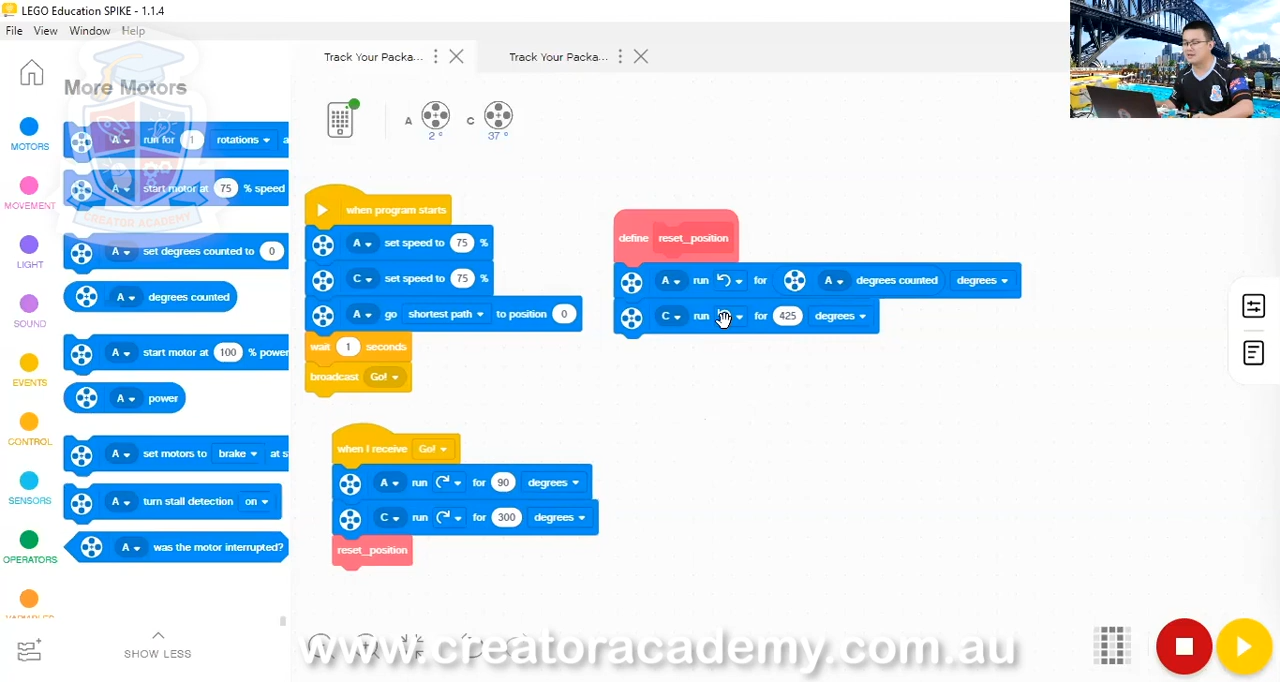 LEGO Education SPIKE - 1.1.4
File View Window Help
Track Your Packa...
Track Your Packa...
More Motors
A C
2 ° 37 °
MOTORS
MOVEMENT
LIGHT
SOUND
EVENTS
CONTROL
SENSORS
OPERATORS
A run for 1 rotations
A start motor at 75 % speed
CREATOR ACADEMY
A set degrees counted to 0
A degrees counted
A start motor at 100 % power
A power
A set motors to brake at s
A turn stall detection on
A was the motor interrupted?
SHOW LESS
when program starts
A set speed to 75 %
C set speed to 75 %
A go shortest path to position 0
wait 1 seconds
broadcast Go!
when I receive Go!
A run for 90 degrees
C run for 300 degrees
reset_position
define reset_position
A run for A degrees counted degrees
C run for 425 degrees
www.creatoracademy.com.au